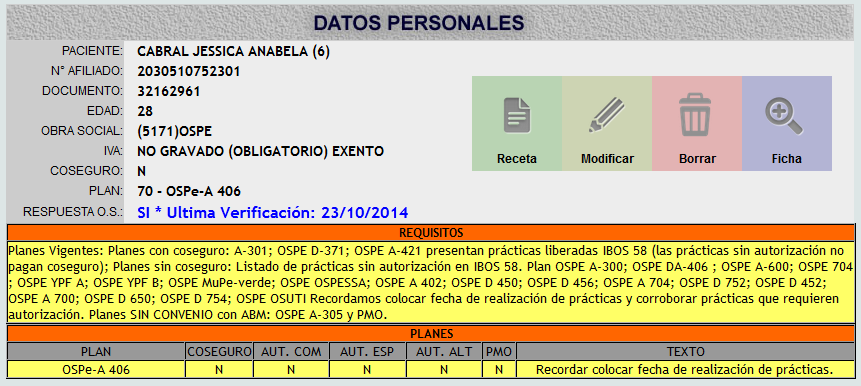 DATOS PERSONALES
PACIENTE: CABRAL JESSICA ANABELA (6)
N° AFILIADO: 2030510752301
DOCUMENTO: 32162961
EDAD: 28
OBRA SOCIAL: (5171)OSPE
IVA: NO GRAVADO (OBLIGATORIO) EXENTO
COSEGURO: N
PLAN: 70 - OSPe-A 406
RESPUESTA O.S.: SI * Ultima Verificación: 23/10/2014
Receta Modificar Borrar Ficha
REQUISITOS
Planes Vigentes: Planes con coseguro: A-301; OSPE D-371; OSPE A-421 presentan prácticas liberadas IBOS 58 (las prácticas sin autorización no
pagan coseguro); Planes sin coseguro: Listado de prácticas sin autorización en IBOS 58. Plan OSPE A-300; OSPE DA-406 ; OSPE A-600; OSPE 704
; OSPE YPF A; OSPE YPF B; OSPE MuPe-verde; OSPE OSPESSA; OSPE A 402; OSPE D 450; OSPE D 456; OSPE A 704; OSPE D 752; OSPE D 452;
OSPE A 700; OSPE D 650; OSPE D 754; OSPE OSUTI Recordamos colocar fecha de realización de prácticas y corroborar prácticas que requieren
autorización. Planes SIN CONVENIO con ABM: OSPE A-305 y PMO.
PLANES
PLAN COSEGURO AUT. COM AUT. ESP AUT. ALT PMO TEXTO
OSPe-A 406 N N N N N Recordar colocar fecha de realización de prácticas.